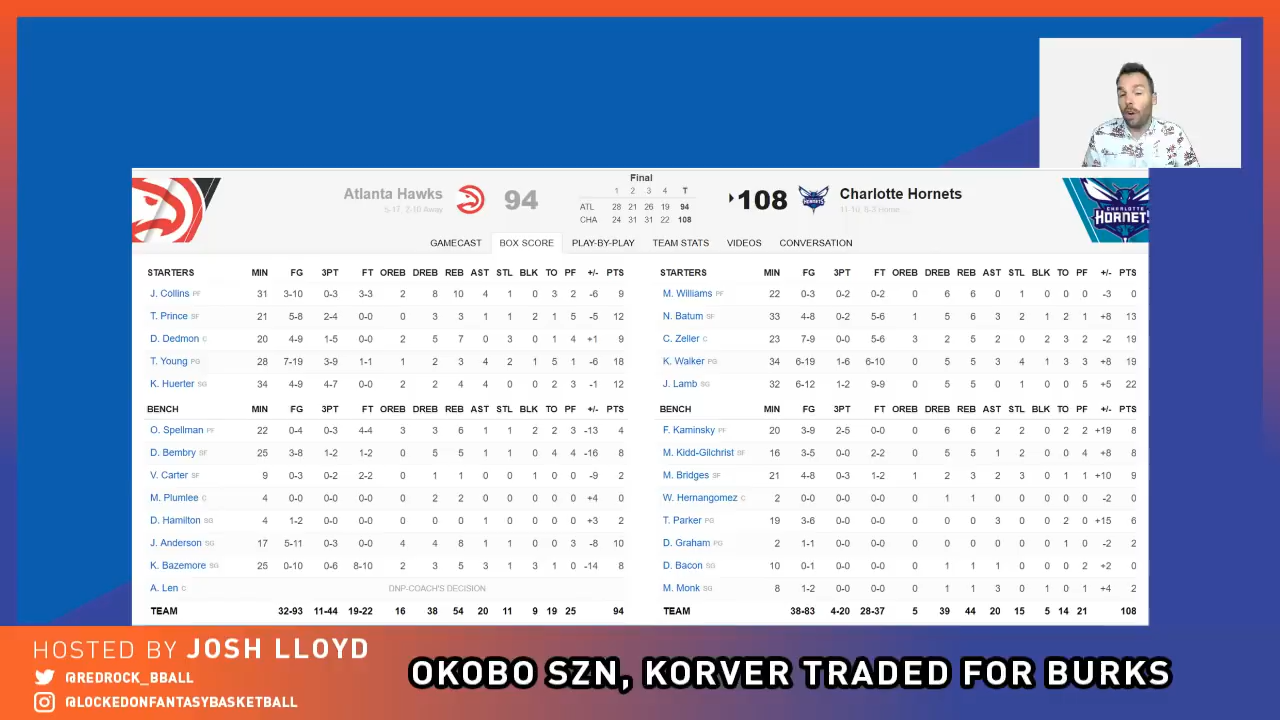 Final
Atlanta Hawks 94 108 Charlotte Hornets
5-17, 2-10 Away
1 2 3 4 T
ATL 28 21 26 19 94
CHA 24 31 31 22 108
CHARLOTTE HORNETS
HORNETS
GAMECAST BOX SCORE PLAY-BY-PLAY TEAM STATS VIDEOS CONVERSATION
STARTERS MIN FG 3PT FT OREB DREB REB AST STL BLK TO PF +/- PTS
J. Collins PF 31 3-10 0-3 3-3 2 8 10 4 1 0 3 2 -6 9
T. Prince SF 21 5-8 2-4 0-0 0 3 3 1 1 2 1 5 -5 12
D. Dedmon C 20 4-9 1-5 0-0 2 5 7 0 3 0 1 4 +1 9
T. Young PG 28 7-19 3-9 1-1 1 2 3 4 2 1 5 1 -6 18
K. Huerter SG 34 4-9 4-7 0-0 2 2 4 4 0 0 2 3 -1 12
BENCH MIN FG 3PT FT OREB DREB REB AST STL BLK TO PF +/- PTS
O. Spellman PF 22 0-4 0-3 4-4 3 3 6 1 1 2 2 3 -13 4
D. Bembry SF 25 3-8 1-2 1-2 0 5 5 1 1 0 4 4 -16 8
V. Carter SF 9 0-3 0-2 2-2 0 1 1 0 0 1 0 0 -9 2
M. Plumlee C 4 0-0 0-0 0-0 0 2 2 0 0 0 0 0 +4 0
D. Hamilton SG 4 1-2 0-0 0-0 0 0 0 1 0 0 0 0 +3 2
J. Anderson SG 17 5-11 0-3 0-0 4 4 8 1 1 0 0 3 -8 10
K. Bazemore SG 25 0-10 0-6 8-10 2 3 5 3 1 3 1 0 -14 8
A. Len C DNP-COACH'S DECISION
TEAM 32-93 11-44 19-22 16 38 54 20 11 9 19 25 94
STARTERS MIN FG 3PT FT OREB DREB REB AST STL BLK TO PF +/- PTS
M. Williams PF 22 0-3 0-2 0-2 0 6 6 0 1 0 0 0 -3 0
N. Batum SF 33 4-8 0-2 5-6 1 5 6 3 2 1 2 1 +8 13
C. Zeller C 23 7-9 0-0 5-6 3 2 5 2 0 2 3 2 -2 19
K. Walker PG 34 6-19 1-6 6-10 0 5 5 3 4 1 3 3 +8 19
J. Lamb SG 32 6-12 1-2 9-9 0 5 5 0 1 0 0 5 +5 22
BENCH MIN FG 3PT FT OREB DREB REB AST STL BLK TO PF +/- PTS
F. Kaminsky PF 20 3-9 2-5 0-0 0 6 6 2 2 0 2 2 +19 8
M. Kidd-Gilchrist SF 16 3-5 0-0 2-2 0 5 5 1 2 0 0 4 +8 8
M. Bridges SF 21 4-8 0-3 1-2 1 2 3 2 3 0 1 1 +10 9
W. Hernangomez C 2 0-0 0-0 0-0 0 1 1 0 0 0 0 0 -2 0
T. Parker PG 19 3-6 0-0 0-0 0 0 0 3 0 0 2 0 +15 6
D. Graham PG 2 1-1 0-0 0-0 0 0 0 0 0 0 1 0 -2 2
D. Bacon SG 10 0-1 0-0 0-0 0 1 1 1 0 0 0 2 +2 0
M. Monk SG 8 1-2 0-0 0-0 0 1 1 3 0 1 0 1 +4 2
TEAM 38-83 4-20 28-37 5 39 44 20 15 5 14 21 108
HOSTED BY JOSH LLOYD
@REDROCK_BBALL
@LOCKEDONFANTASYBASKETBALL
OKOBO SZN, KORVER TRADED FOR BURKS